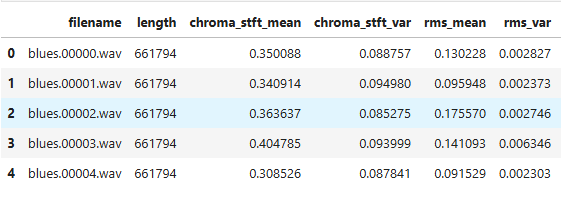 filename length chroma_stft_mean chroma_stft_var rms_mean rms_var
0 blues.00000.wav 661794 0.350088 0.088757 0.130228 0.002827
1 blues.00001.wav 661794 0.340914 0.094980 0.095948 0.002373
2 blues.00002.wav 661794 0.363637 0.085275 0.175570 0.002746
3 blues.00003.wav 661794 0.404785 0.093999 0.141093 0.006346
4 blues.00004.wav 661794 0.308526 0.087841 0.091529 0.002303